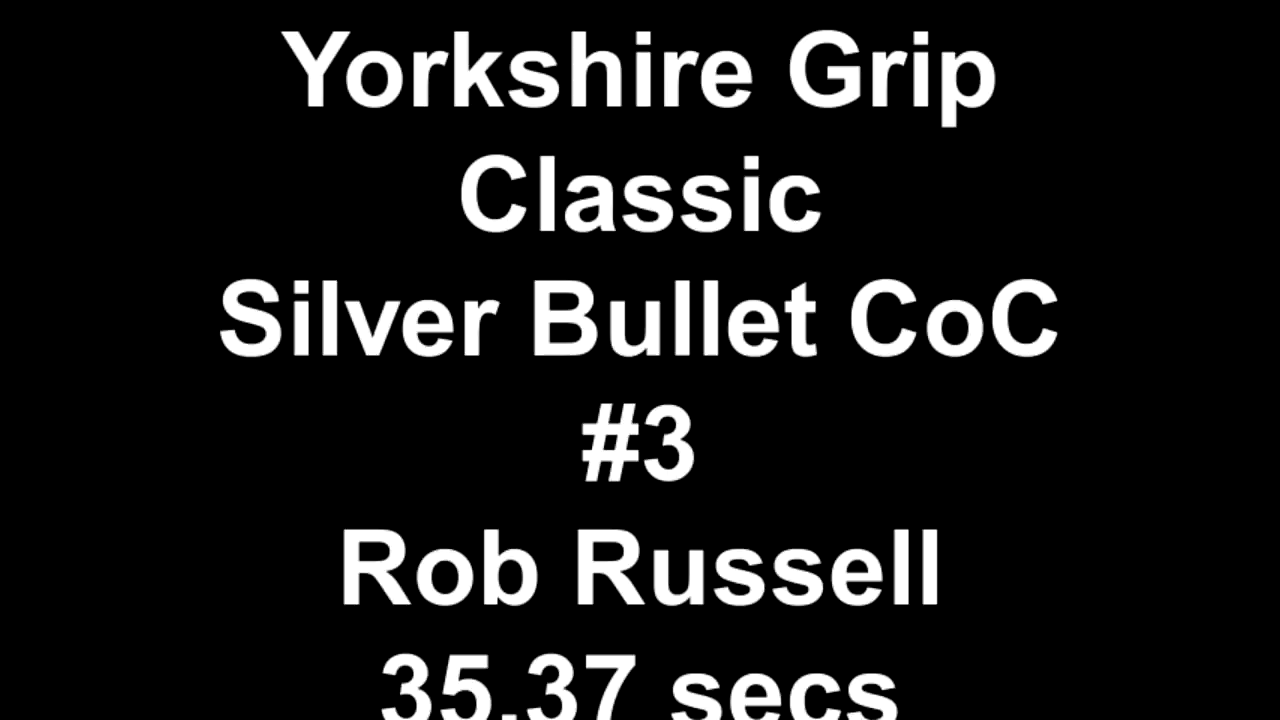 Yorkshire Grip
Classic
Silver Bullet CoC
#3
Rob Russell
35.37 secs